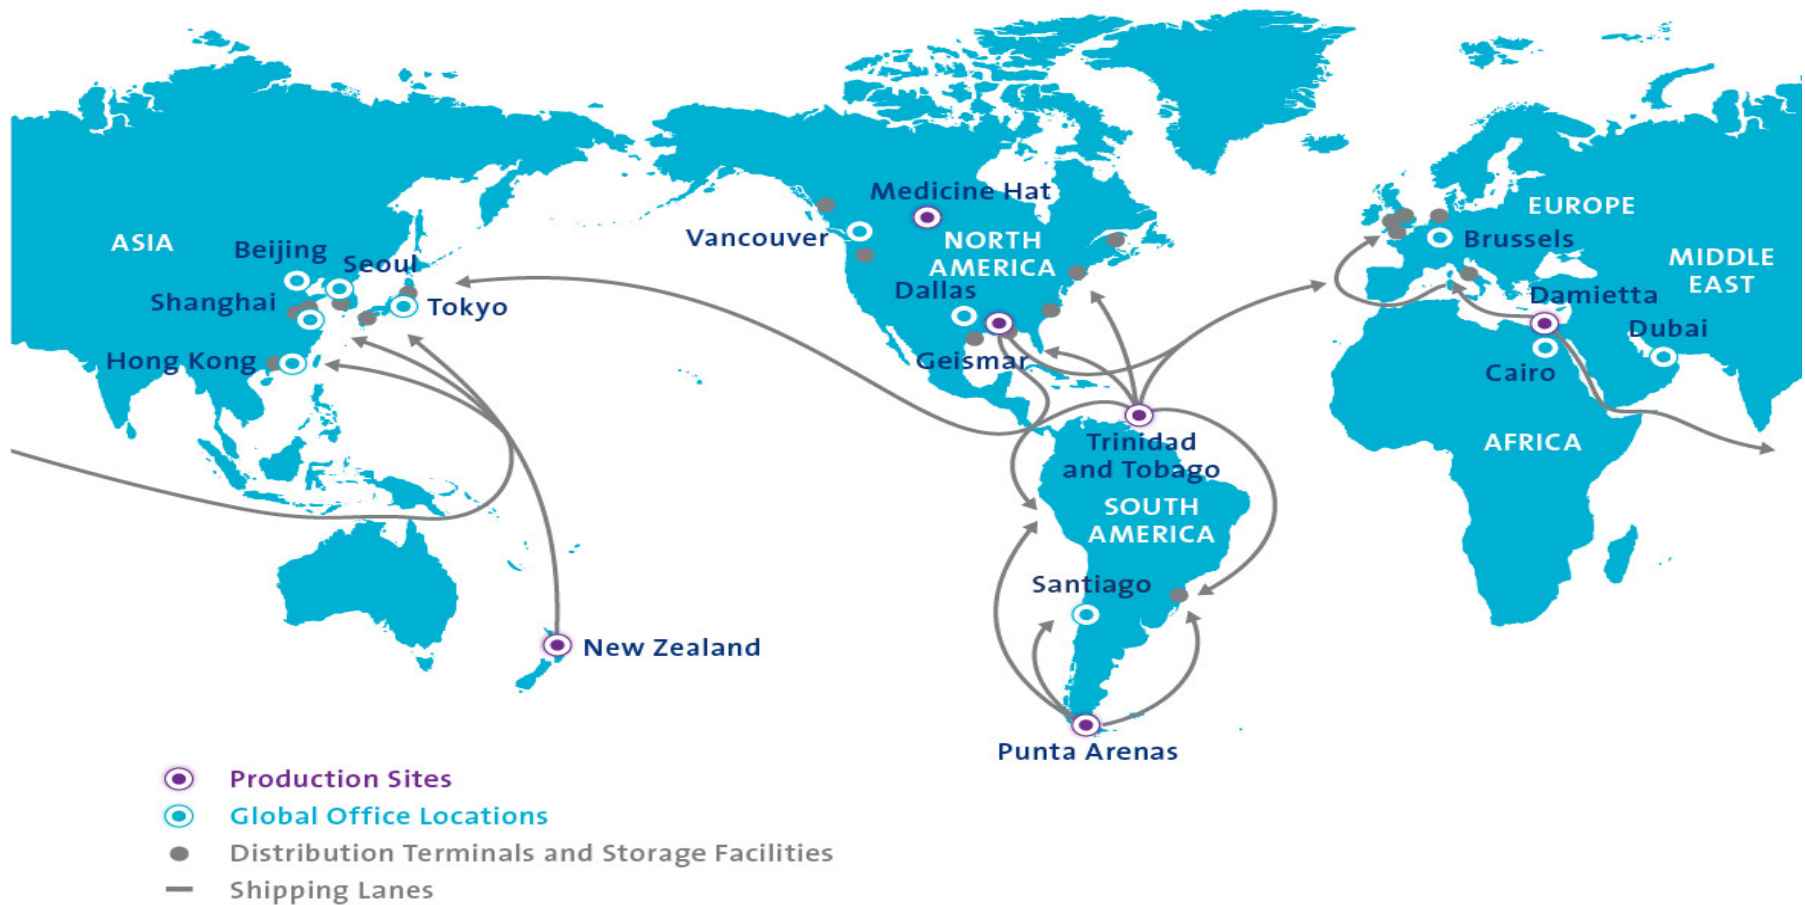 Medicine Hat
EUROPE
Vancouver
NORTH
AMERICA
Brussels
ASIA
Beijing
Seoul
MIDDLE
EAST
Dallas
Damietta
Shanghai
Tokyo
Dubai
Hong Kong
Geismar
Cairo
Trinidad
and Tobago
AFRICA
SOUTH
AMERICA
Santiago
New Zealand
Punta Arenas
Production Sites
Global Office Locations
Distribution Terminals and Storage Facilities
Shipping Lanes